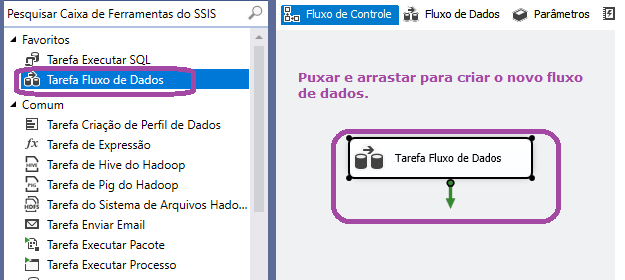 Pesquisar Caixa de Ferramentas do SSIS
Favoritos
Tarefa Executar SQL
Tarefa Fluxo de Dados
Comum
Tarefa Criação de Perfil de Dados
Tarefa de Expressão
Tarefa de Hive do Hadoop
Tarefa de Pig do Hadoop
Tarefa do Sistema de Arquivos Hado...
Tarefa Enviar Email
Tarefa Executar Pacote
Tarefa Executar Processo
Fluxo de Controle
Fluxo de Dados
Parâmetros
Puxar e arrastar para criar o novo fluxo
de dados.
Tarefa Fluxo de Dados